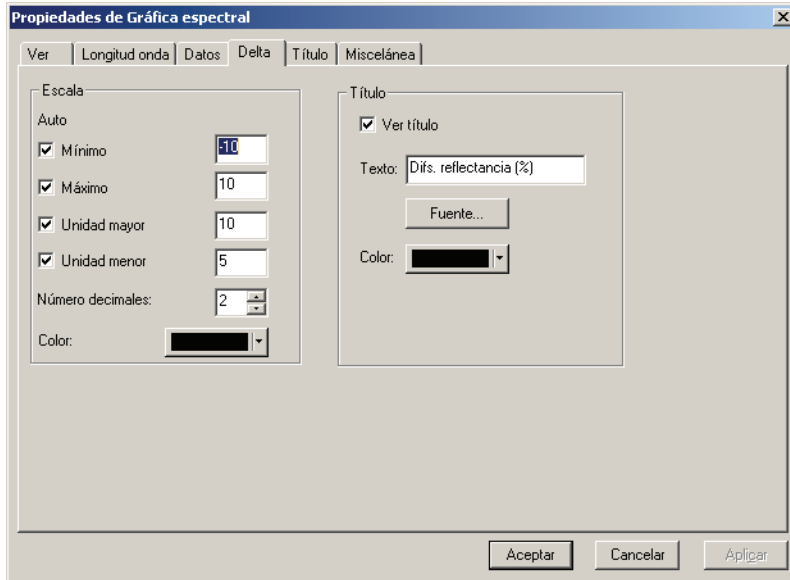 Propiedades de Gráfica espectral
Ver Longitud onda Datos Delta Título Miscelánea
Escala
Auto
Mínimo -10
Máximo 10
Unidad mayor 10
Unidad menor 5
Número decimales: 2
Color:
Título
Ver título
Texto: Difs. reflectancia (%)
Fuente...
Color:
Aceptar Cancelar Aplicar